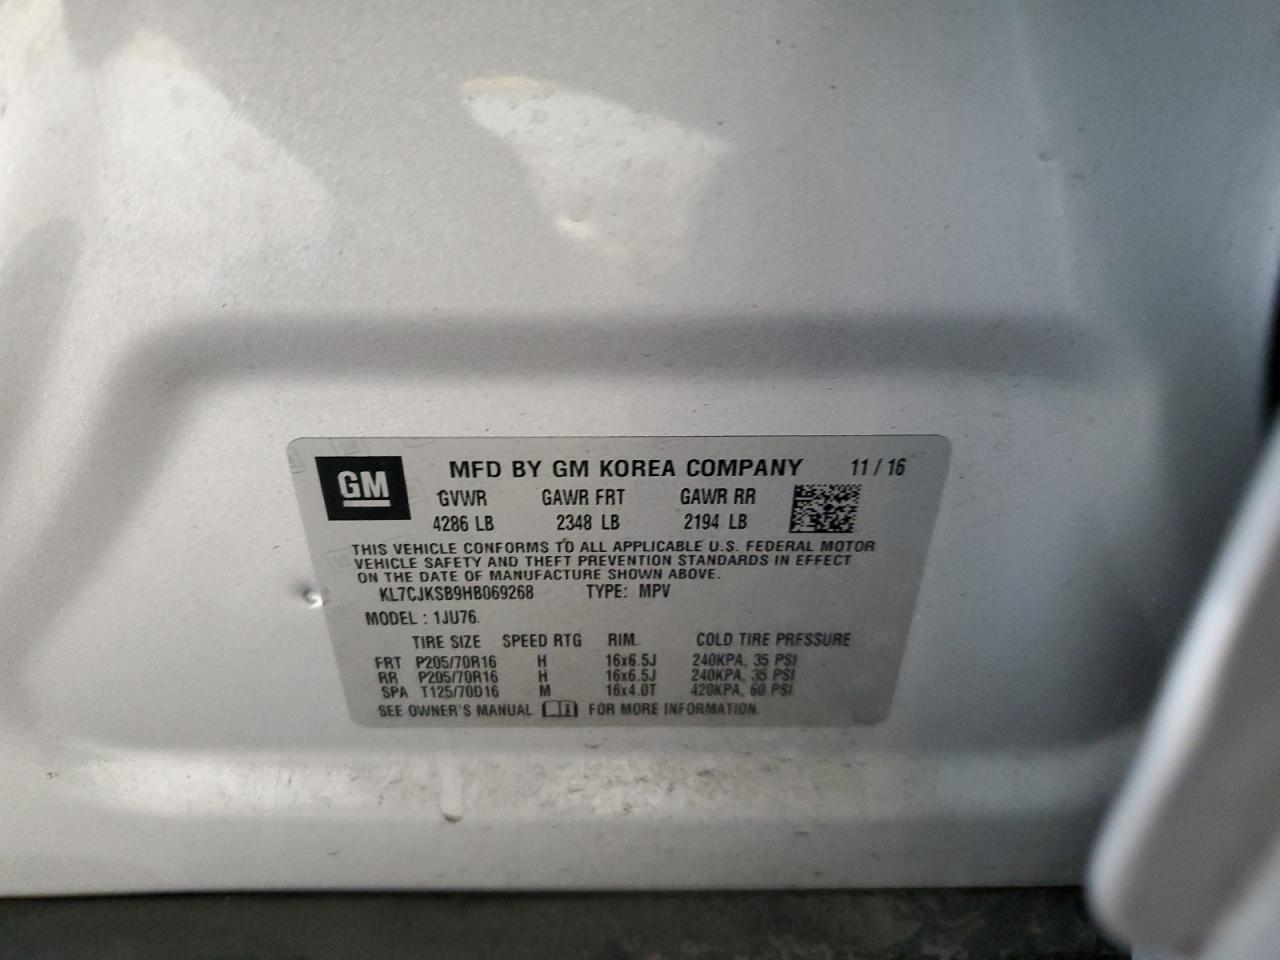 GM MFD BY GM KOREA COMPANY 11 / 16
GVWR GAWR FRT GAWR RR
4286 LB 2348 LB 2194 LB
THIS VEHICLE CONFORMS TO ALL APPLICABLE U.S. FEDERAL MOTOR
VEHICLE SAFETY AND THEFT PREVENTION STANDARDS IN EFFECT
ON THE DATE OF MANUFACTURE SHOWN ABOVE.
KL7CJKSB9HB069268 TYPE: MPV
MODEL : 1JU76
TIRE SIZE SPEED RTG RIM COLD TIRE PRESSURE
FRT P205/70R16 H 16x6.5J 240KPA, 35 PSI
RR P205/70R16 H 16x6.5J 240KPA, 35 PSI
SPA T125/70D16 M 16x4.0T 420KPA, 60 PSI
SEE OWNER'S MANUAL FOR MORE INFORMATION.